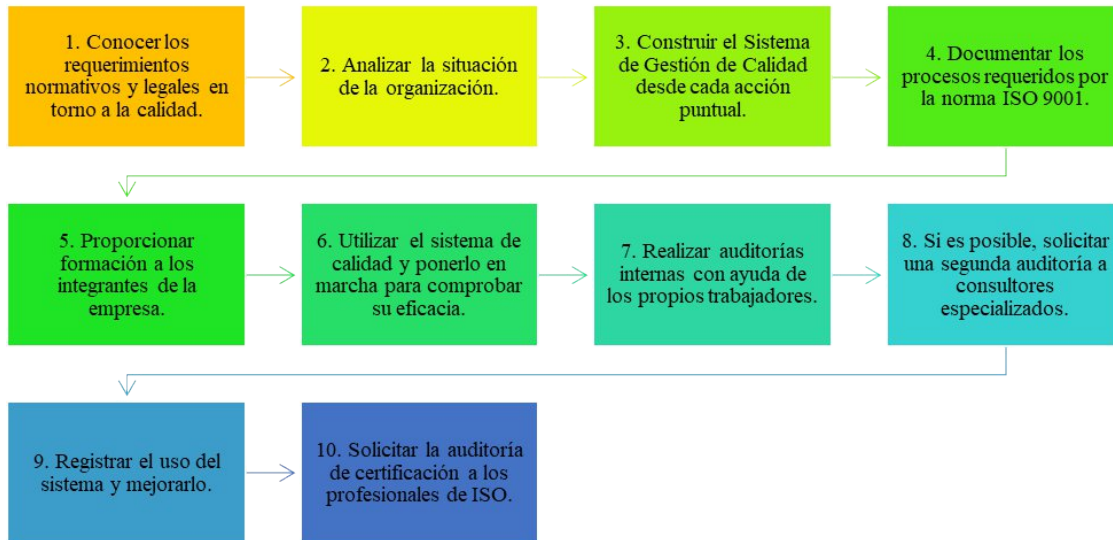 1. Conocer los
requerimientos
normativos y legales en
torno a la calidad.
2. Analizar la situación
de la organización.
3. Construir el Sistema
de Gestión de Calidad
desde cada acción
puntual.
4. Documentar los
procesos requeridos por
la norma ISO 9001.
5. Proporcionar
formación a los
integrantes de la
empresa.
6. Utilizar el sistema de
calidad y ponerlo en
marcha para comprobar
su eficacia.
7. Realizar auditorías
internas con ayuda de
los propios trabajadores.
8. Si es posible, solicitar
una segunda auditoría a
consultores
especializados.
9. Registrar el uso del
sistema y mejorarlo.
10. Solicitar la auditoría
de certificación a los
profesionales de ISO.